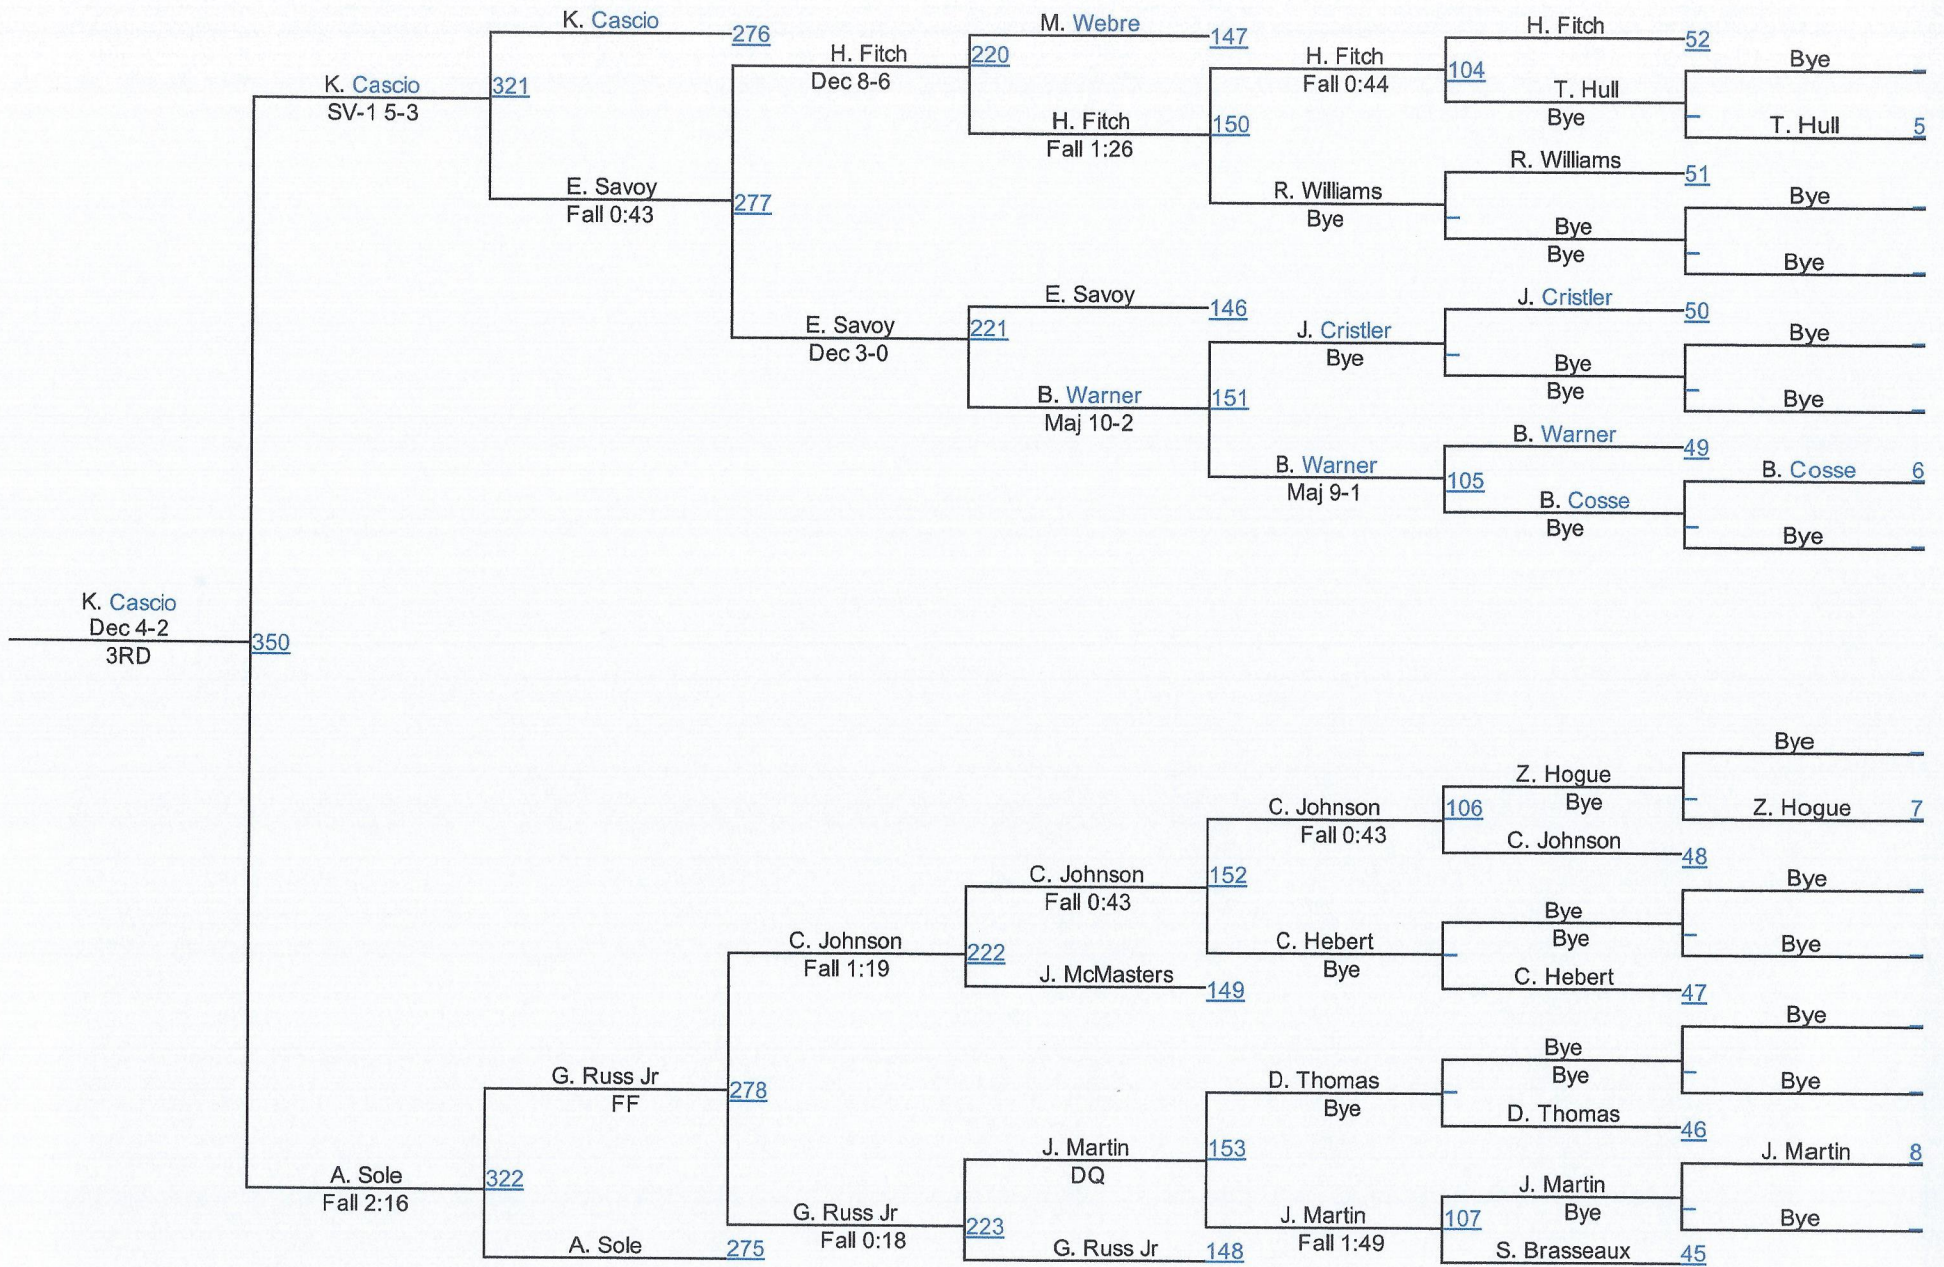 K. Cascio
276
321
K. Cascio
SV-1 5-3
E. Savoy
Fall 0:43
277
H. Fitch
Dec 8-6
220
M. Webre
147
H. Fitch
Fall 1:26
150
H. Fitch
Fall 0:44
104
H. Fitch
52
T. Hull
Bye
Bye
T. Hull 5
R. Williams
Bye
R. Williams
51
Bye
Bye
Bye
Bye
E. Savoy
Dec 3-0
221
E. Savoy
146
B. Warner
Maj 10-2
151
J. Cristler
Bye
J. Cristler
50
Bye
Bye
Bye
Bye
B. Warner
Maj 9-1
105
B. Warner
49
B. Cosse
Bye
B. Cosse 6
Bye
K. Cascio
Dec 4-2
3RD
350
A. Sole
Fall 2:16
322
G. Russ Jr
FF
278
C. Johnson
Fall 1:19
222
C. Johnson
Fall 0:43
152
C. Johnson
Fall 0:43
106
Z. Hogue
Bye
Bye
Z. Hogue 7
C. Johnson
48
C. Hebert
Bye
Bye
Bye
Bye
Bye
C. Hebert
47
J. McMasters
149
G. Russ Jr
Fall 0:18
223
J. Martin
DQ
153
D. Thomas
Bye
Bye
Bye
Bye
Bye
D. Thomas
46
J. Martin
Fall 1:49
107
J. Martin
Bye
J. Martin 8
Bye
S. Brasseaux
45
G. Russ Jr
148
A. Sole
275